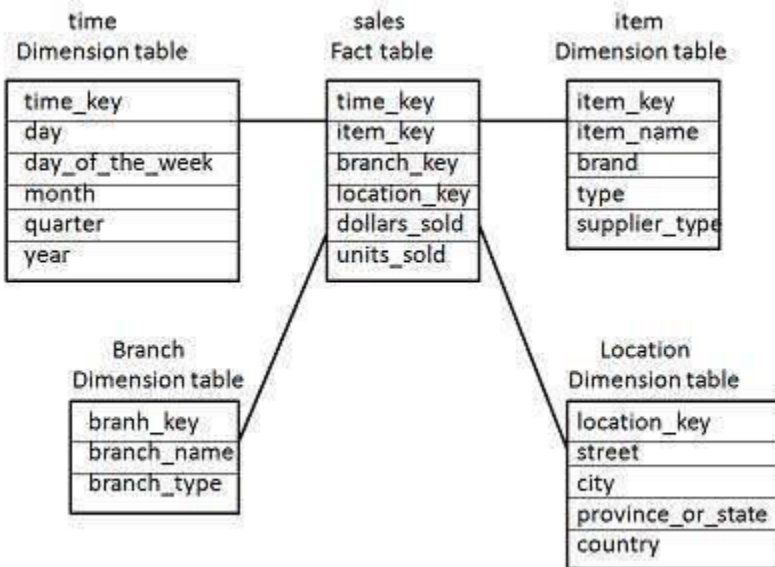 time
Dimension table
time_key
day
day_of_the_week
month
quarter
year
sales
Fact table
time_key
item_key
branch_key
location_key
dollars_sold
units_sold
item
Dimension table
item_key
item_name
brand
type
supplier_type
Branch
Dimension table
branh_key
branch_name
branch_type
Location
Dimension table
location_key
street
city
province_or_state
country